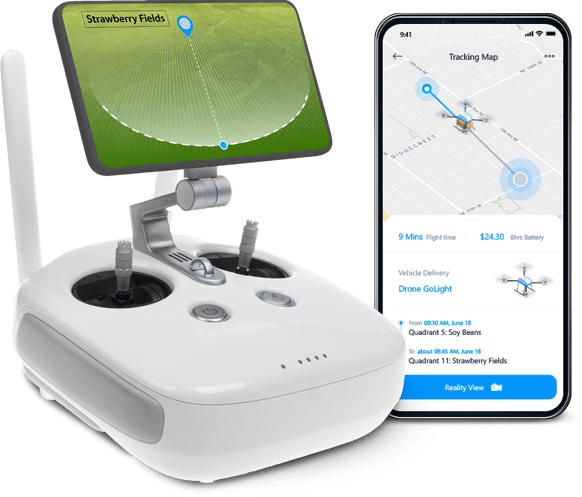 Strawberry Fields
9:41
Tracking Map
RIDGECREST
9 Mins Flight time
$24.30 8hrs Battery
Vehicle Delivery
Drone GoLight
From 08:30 AM, June 18
Quadrant 5: Soy Beans
To about 08:45 AM, June 18
Quadrant 11: Strawberry Fields
Reality View